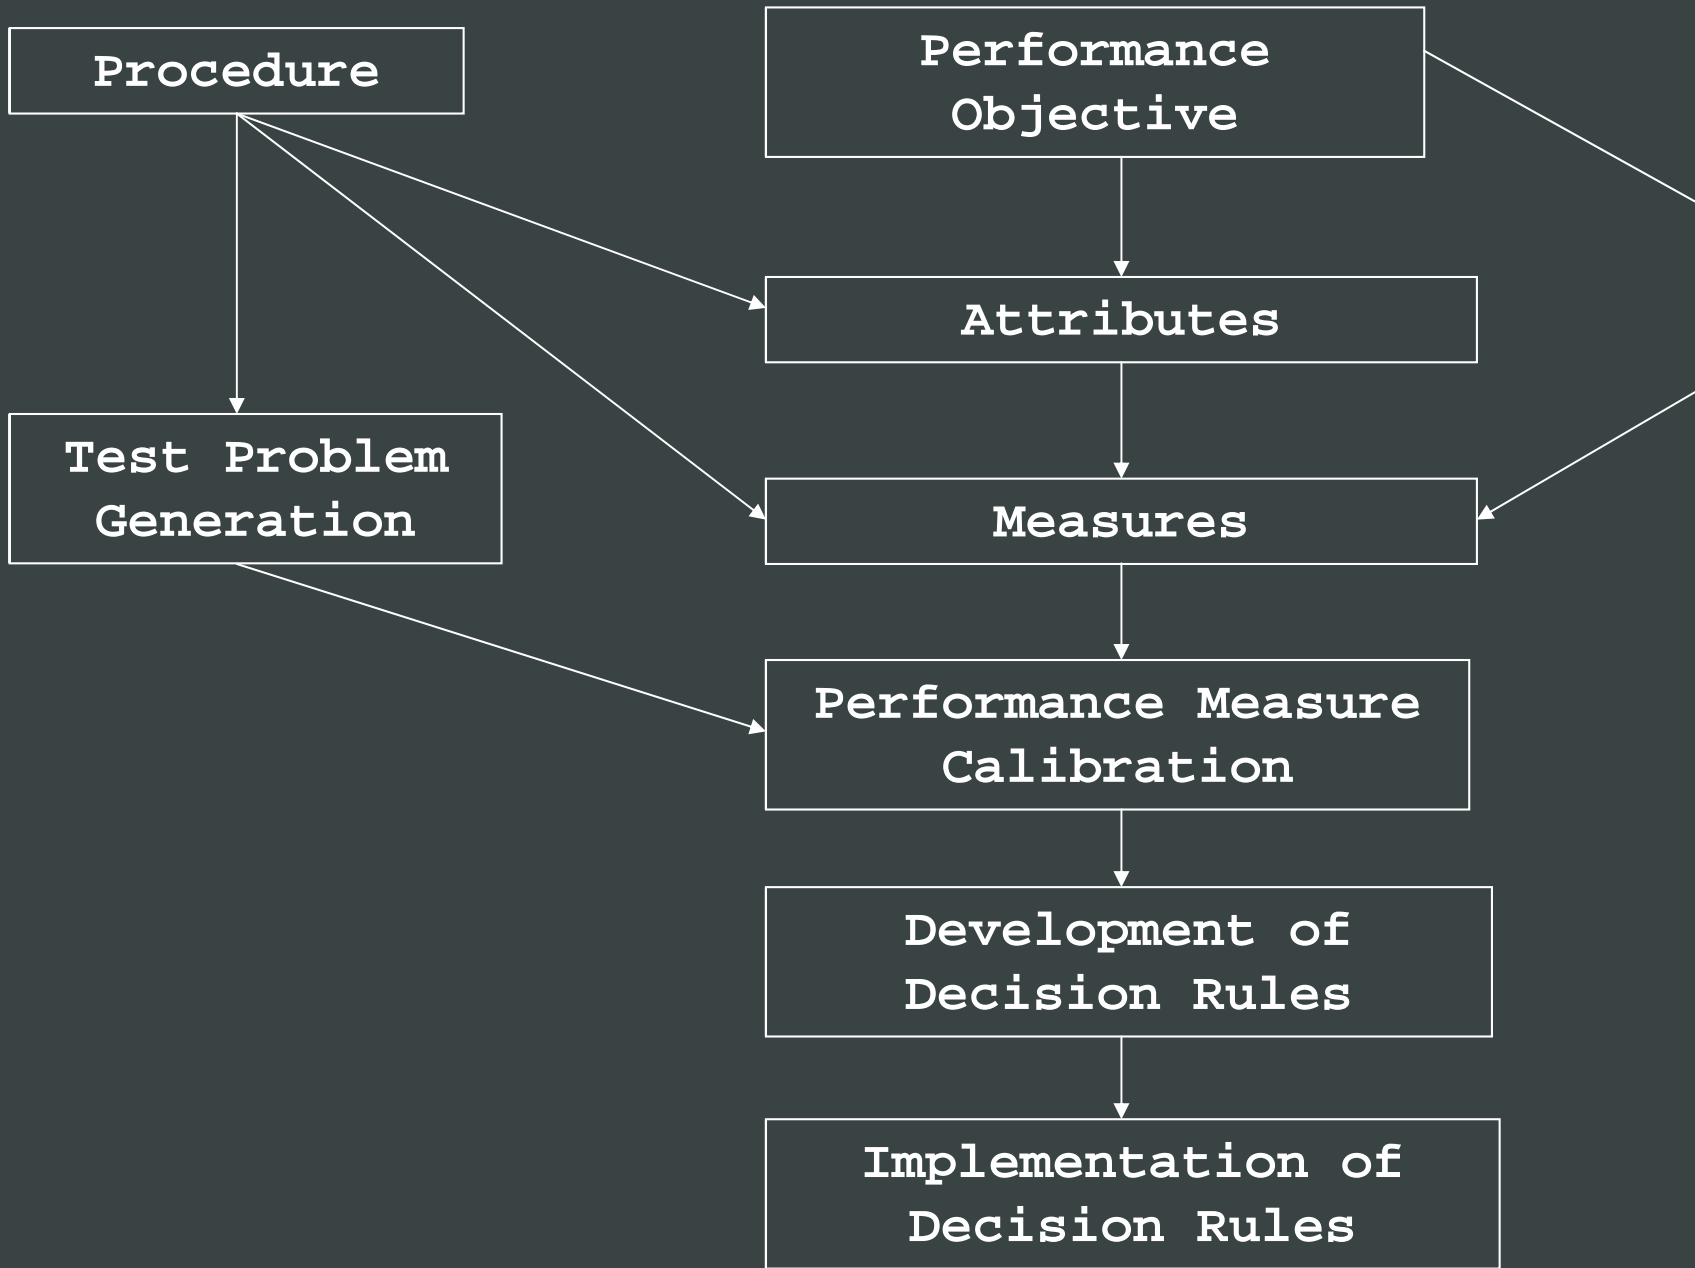 Procedure
Performance
Objective
Attributes
Test Problem
Generation
Measures
Performance Measure
Calibration
Development of
Decision Rules
Implementation of
Decision Rules